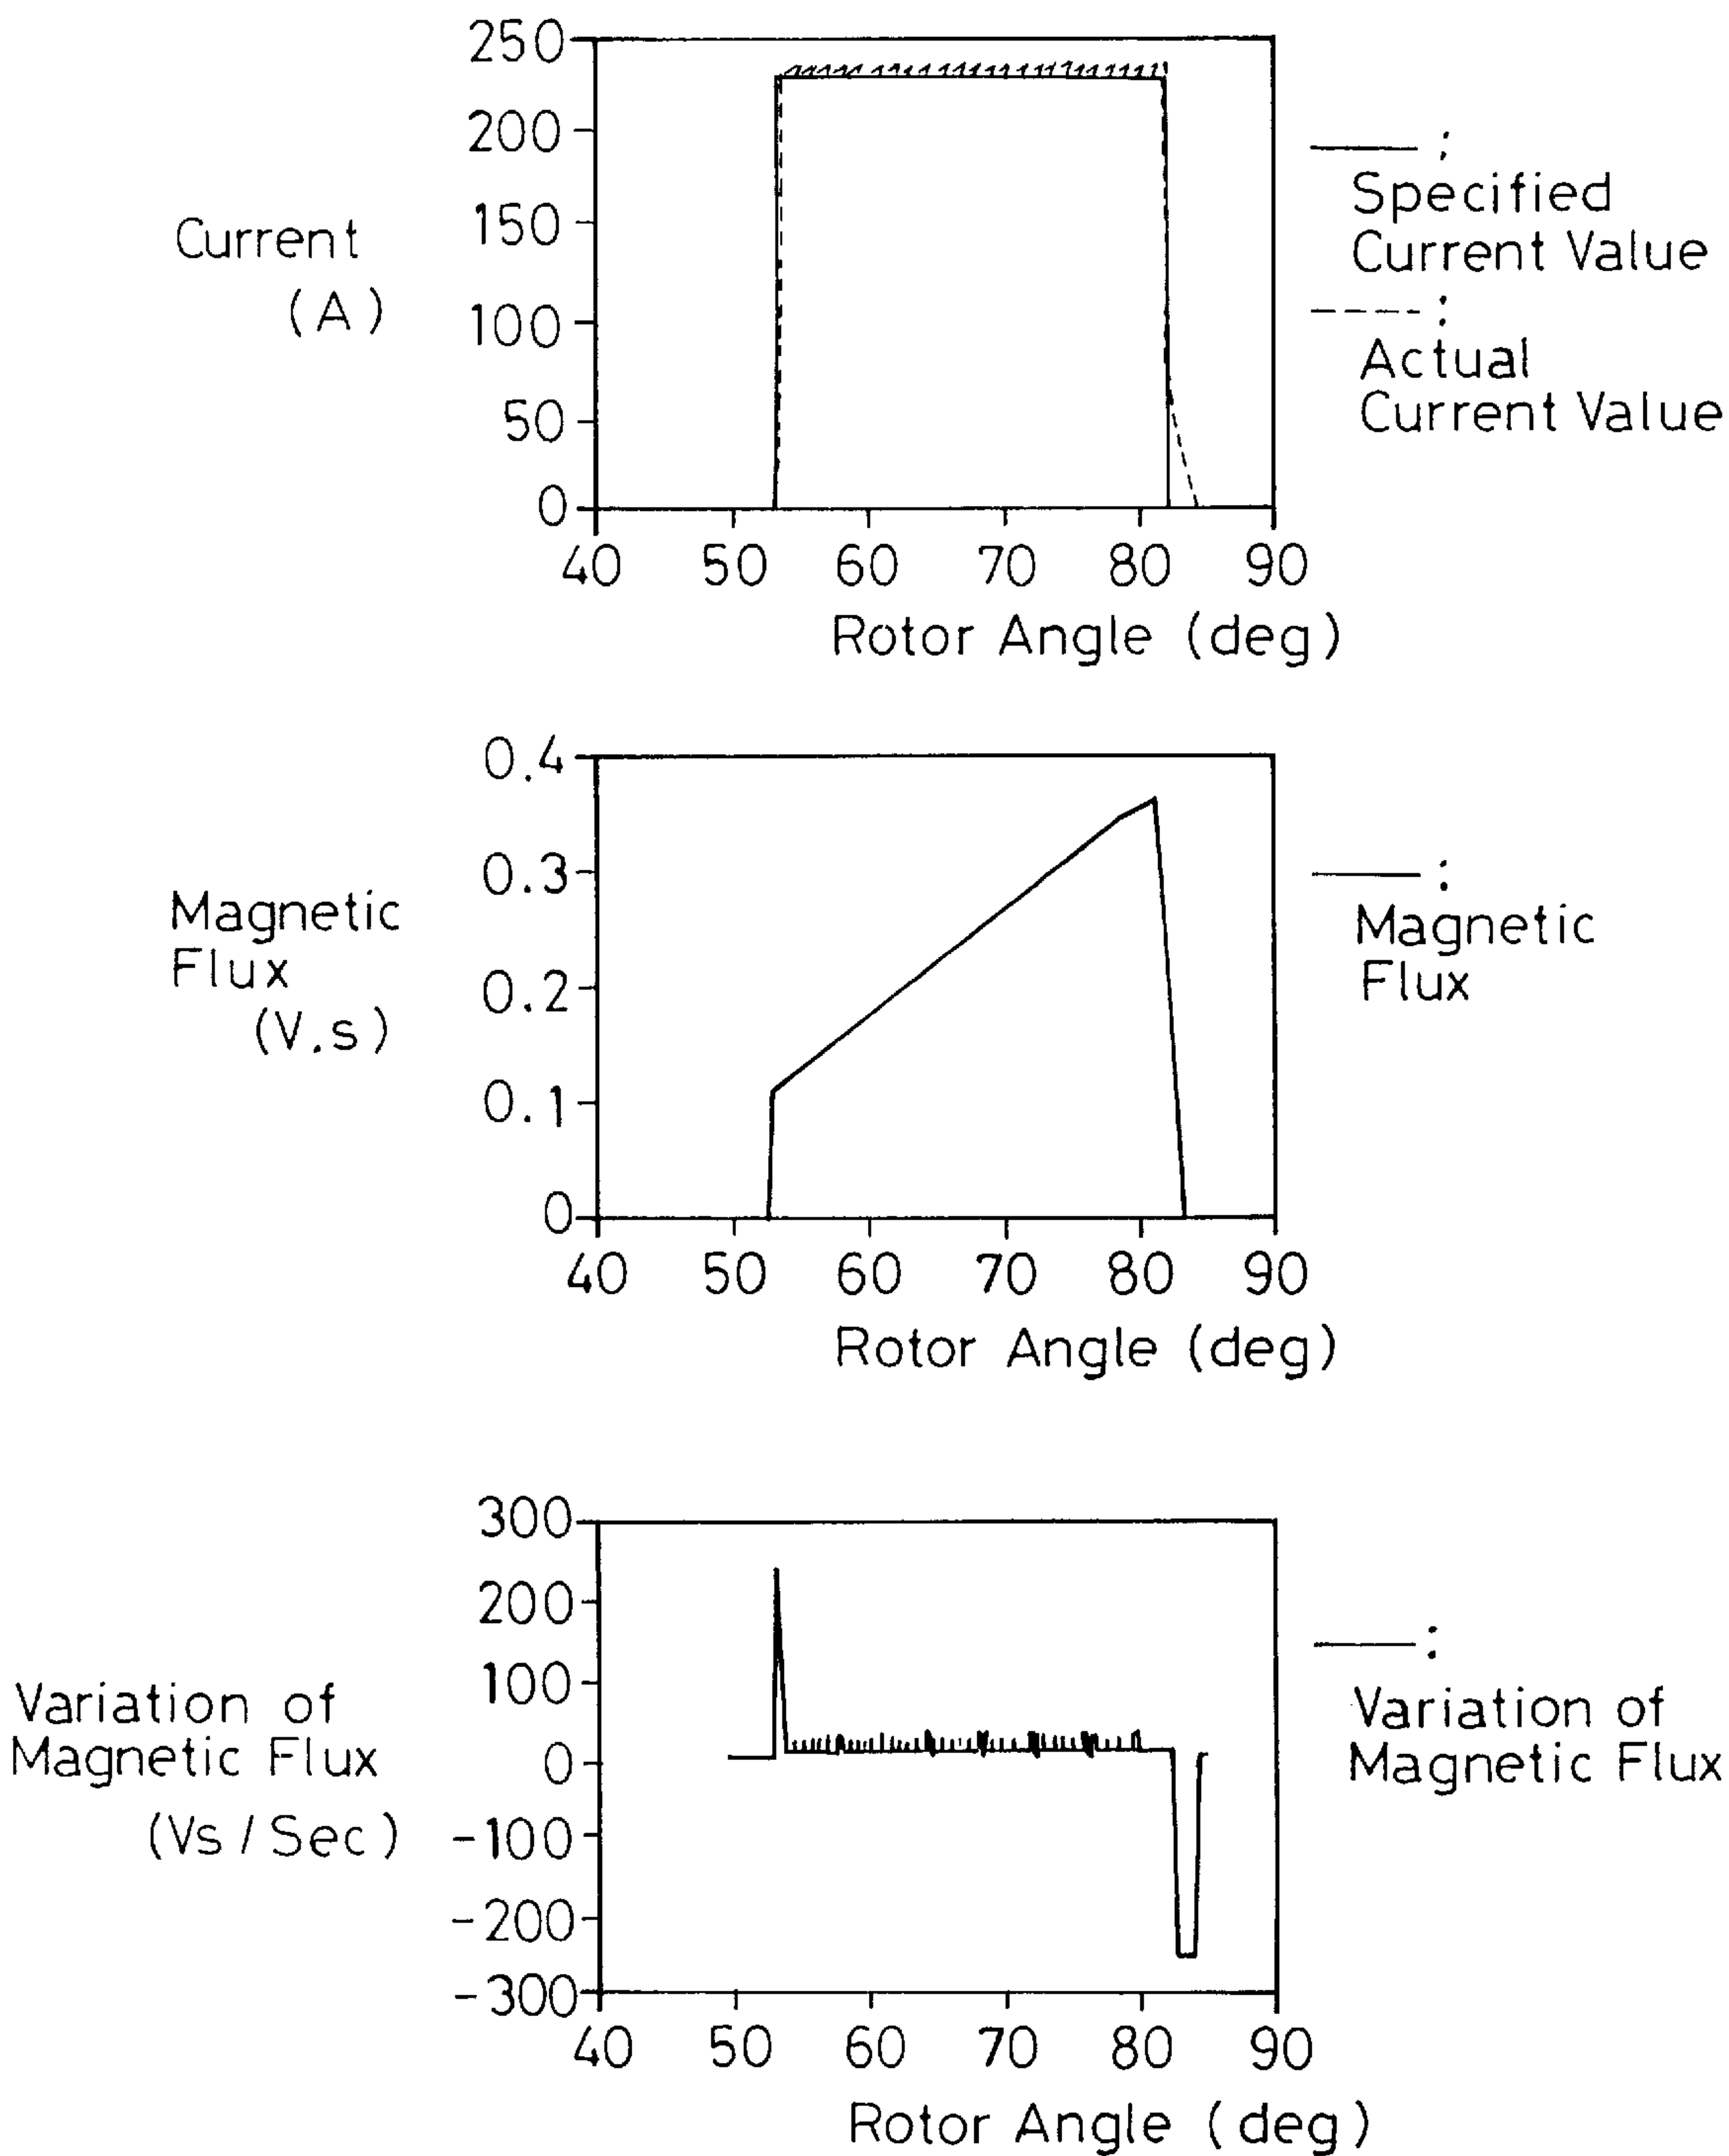 250
200
150
100
50
0
Current
(A)
40 50 60 70 80 90
Rotor Angle (deg)
:
Specified
Current Value
:
Actual
Current Value
0.4
0.3
0.2
0.1
0
Magnetic
Flux
(V.s)
40 50 60 70 80 90
Rotor Angle (deg)
:
Magnetic
Flux
300
200
100
0
-100
-200
-300
Variation of
Magnetic Flux
(Vs/Sec)
40 50 60 70 80 90
Rotor Angle (deg)
:
Variation of
Magnetic Flux